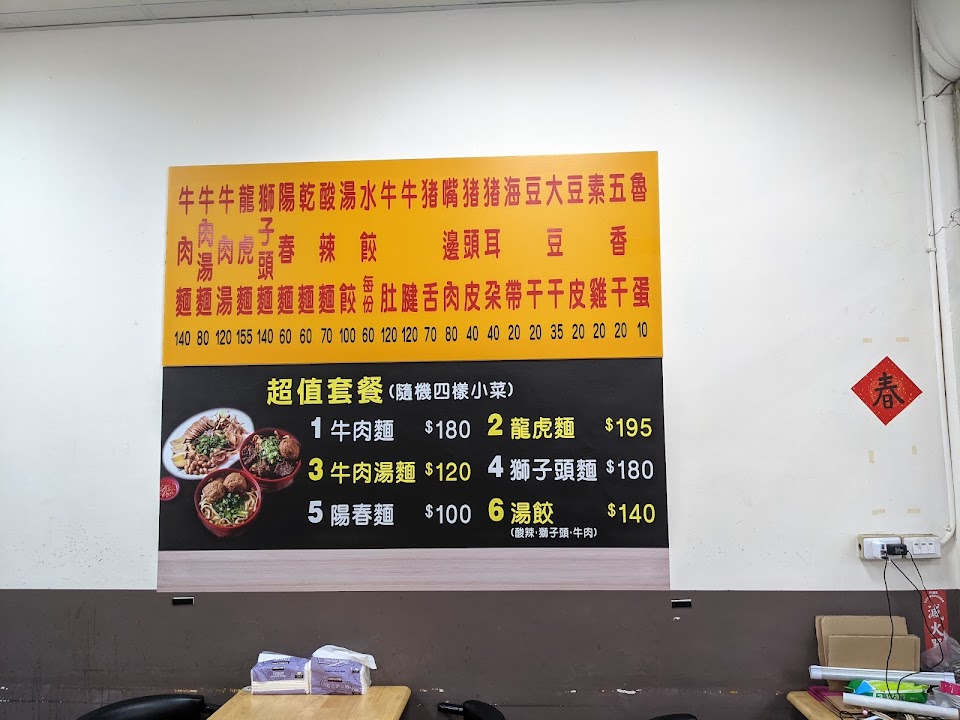 牛肉麵 140
牛肉湯麵 80
牛肉湯 120
龍虎麵 155
獅子頭麵 140
陽春麵 60
乾麵 60
酸辣麵 70
湯餃 100
水餃每份 60
牛肚 120
牛腱 120
猪舌 70
嘴邊肉 80
猪頭皮 40
猪耳朵 40
海帶 20
豆干 20
大豆干 35
豆皮 20
素雞 20
五香干 20
魯蛋 10
超值套餐(隨機四樣小菜)
1 牛肉麵 $180 2 龍虎麵 $195
3 牛肉湯麵 $120 4 獅子頭麵 $180
5 陽春麵 $100 6 湯餃 $140
(酸辣·獅子頭·牛肉)
春
滅火